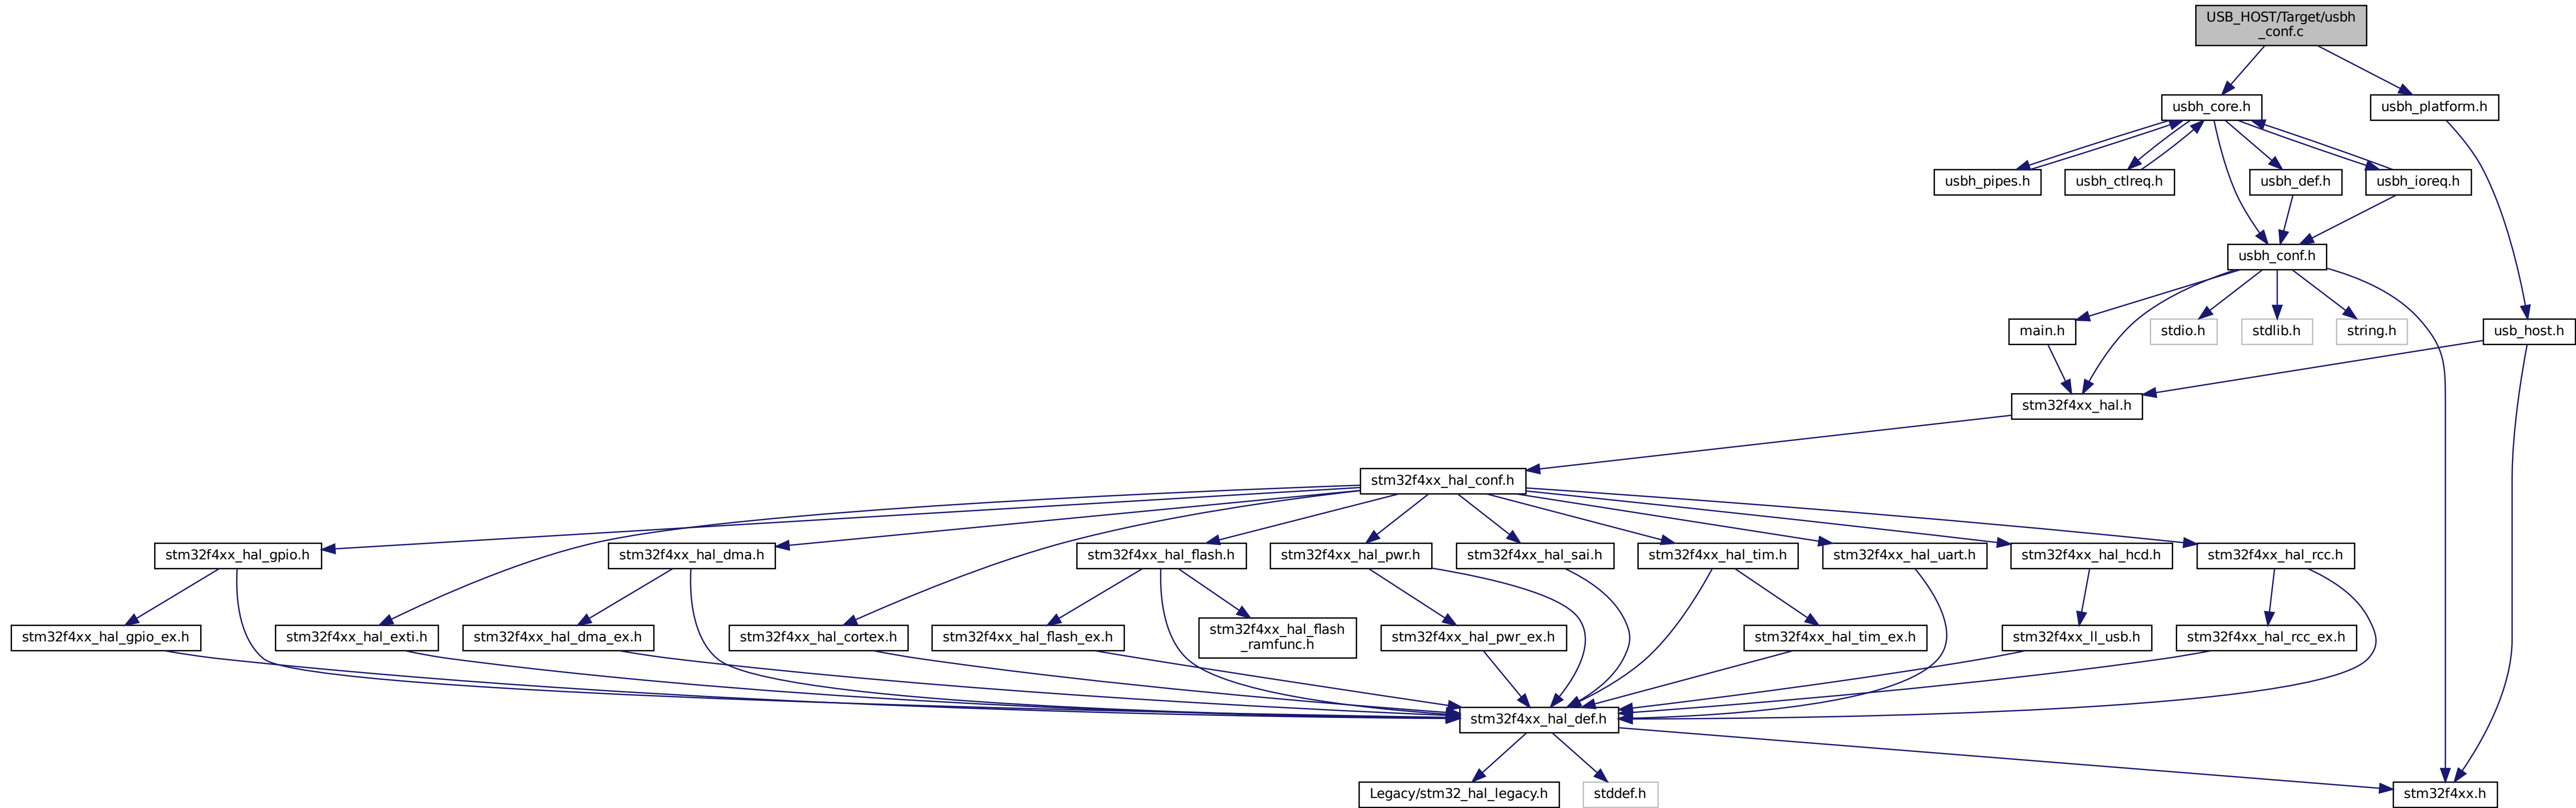 USB_HOST/Target/usbh
_conf.c
usbh_core.h
usbh_platform.h
usbh_pipes.h
usbh_ctlreq.h
usbh_def.h
usbh_ioreq.h
usbh_conf.h
main.h
stdio.h
stdlib.h
string.h
usb_host.h
stm32f4xx_hal.h
stm32f4xx_hal_conf.h
stm32f4xx_hal_gpio.h
stm32f4xx_hal_dma.h
stm32f4xx_hal_flash.h
stm32f4xx_hal_pwr.h
stm32f4xx_hal_sai.h
stm32f4xx_hal_tim.h
stm32f4xx_hal_uart.h
stm32f4xx_hal_hcd.h
stm32f4xx_hal_rcc.h
stm32f4xx_hal_gpio_ex.h
stm32f4xx_hal_exti.h
stm32f4xx_hal_dma_ex.h
stm32f4xx_hal_cortex.h
stm32f4xx_hal_flash_ex.h
stm32f4xx_hal_flash
_ramfunc.h
stm32f4xx_hal_pwr_ex.h
stm32f4xx_hal_tim_ex.h
stm32f4xx_ll_usb.h
stm32f4xx_hal_rcc_ex.h
stm32f4xx_hal_def.h
Legacy/stm32_hal_legacy.h
stddef.h
stm32f4xx.h